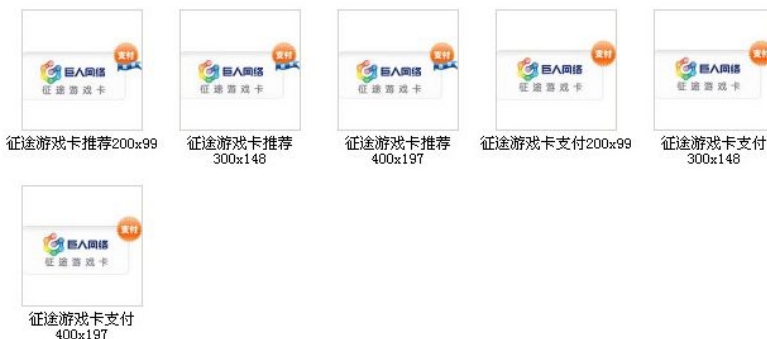 支付
巨人网络
征途游戏卡
征途游戏卡推荐200x99
支付
巨人网络
征途游戏卡
征途游戏卡推荐
300x148
支付
巨人网络
征途游戏卡
征途游戏卡推荐
400x197
支付
巨人网络
征途游戏卡
征途游戏卡支付200x99
支付
巨人网络
征途游戏卡
征途游戏卡支付
300x148
支付
巨人网络
征途游戏卡
征途游戏卡支付
400x197